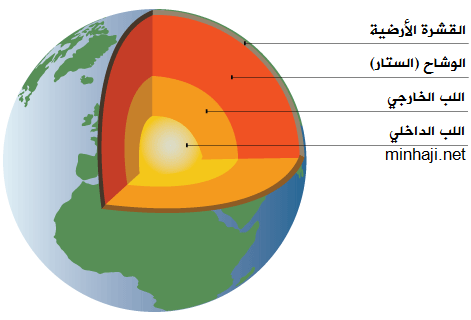 القشرة الأرضية
الوشاح (الستار)
اللب الخارجي
اللب الداخلي
minhaji.net